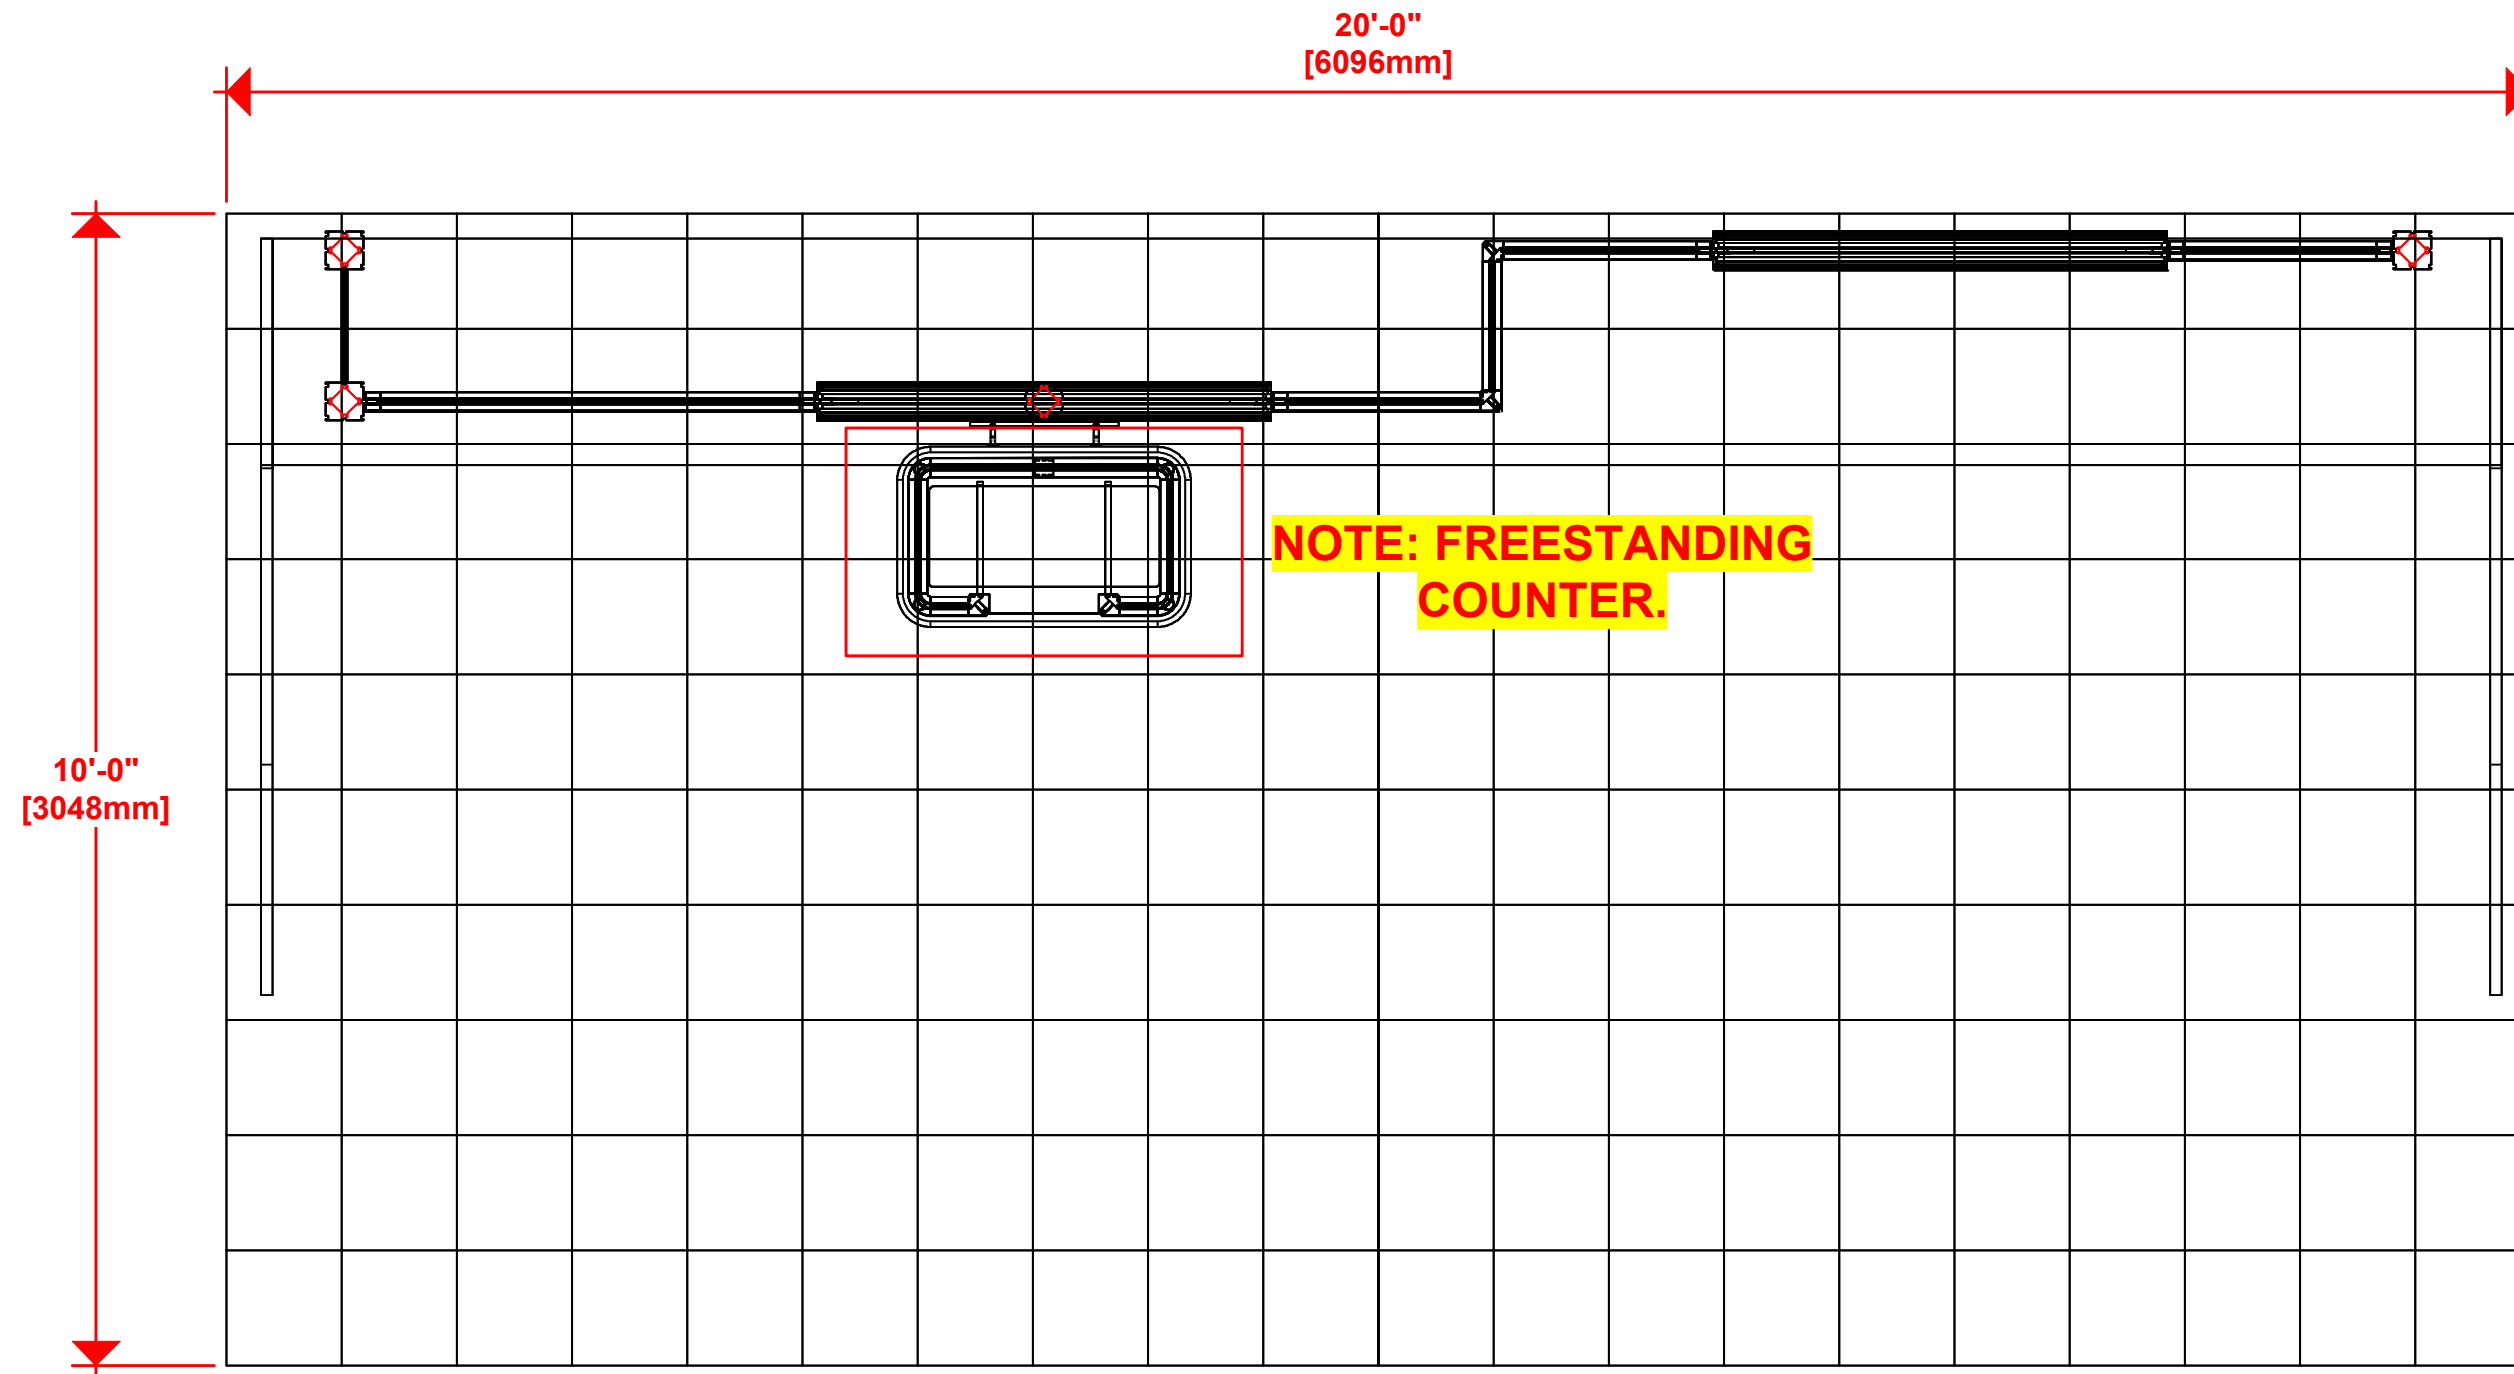 20'-0"
[6096mm]
NOTE: FREESTANDING
COUNTER.
10'-0"
[3048mm]